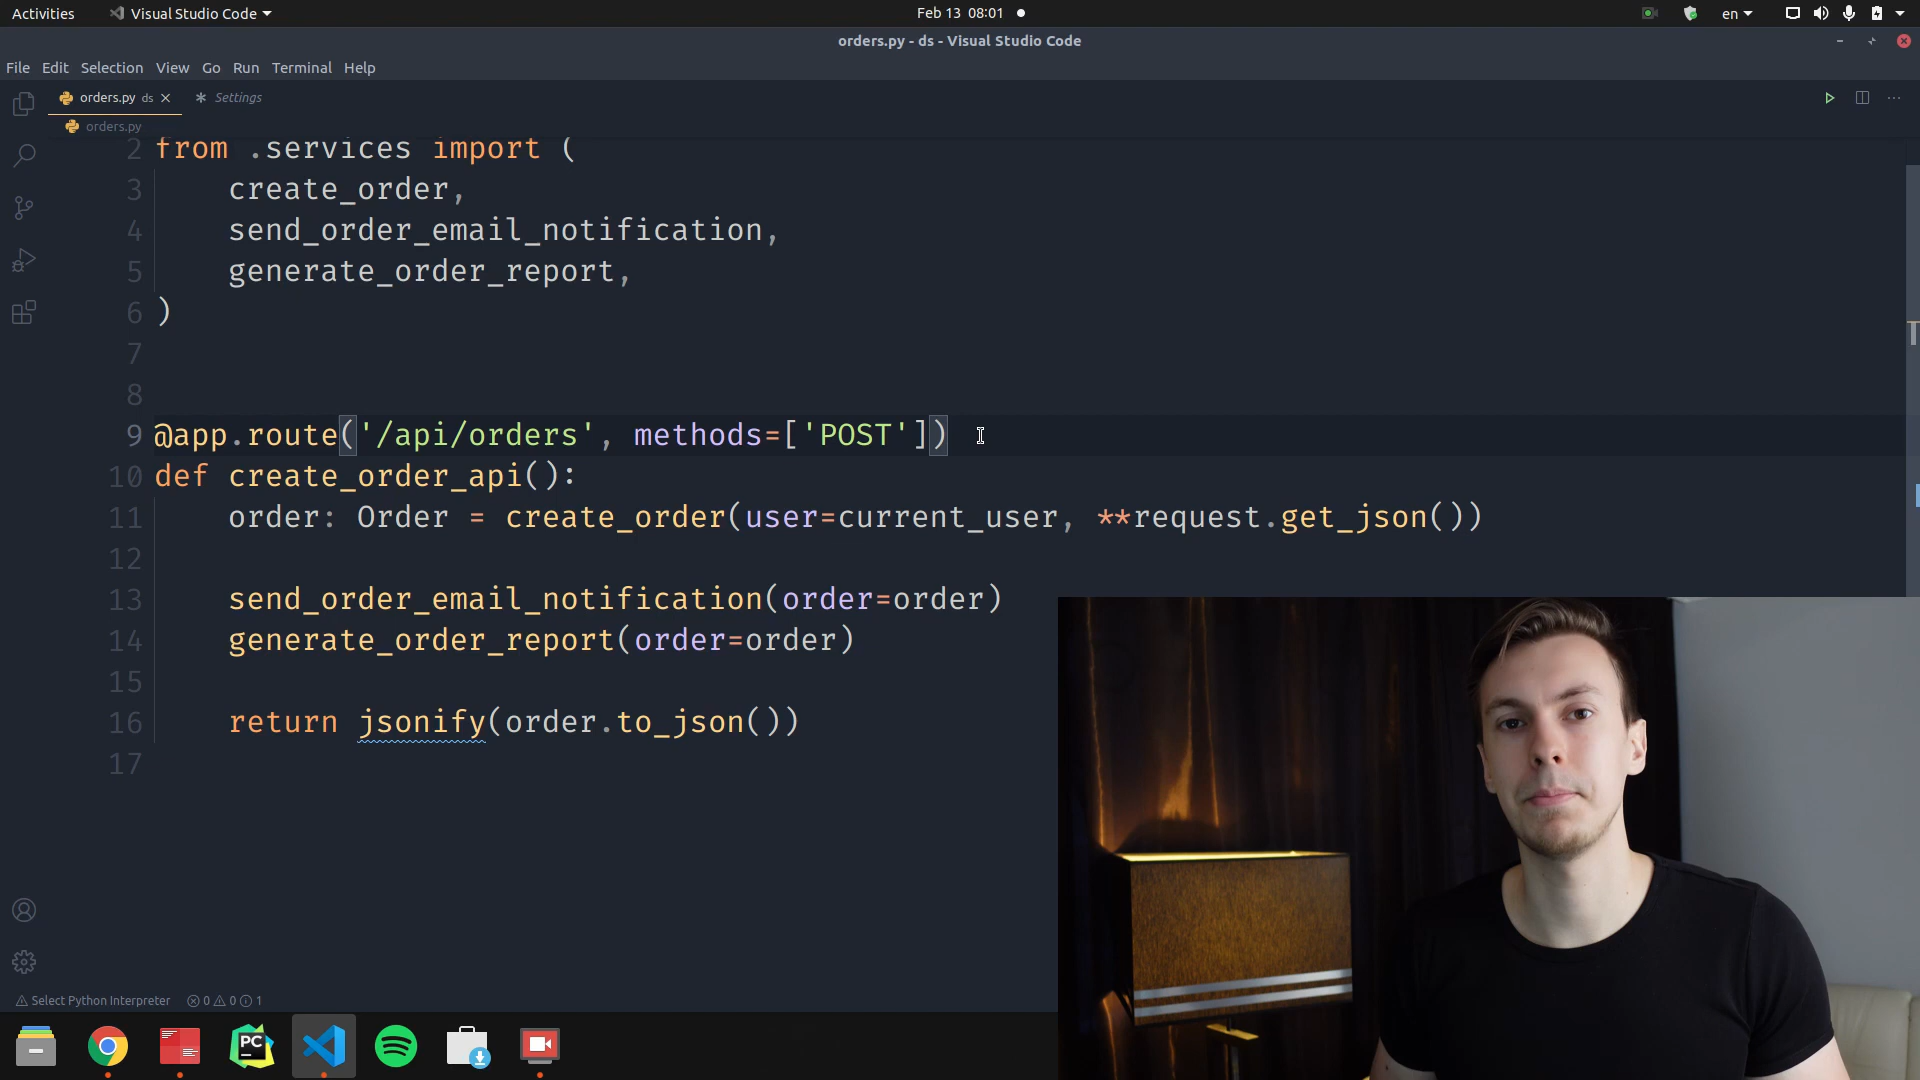 Activities Visual Studio Code Feb 13 08:01 en
orders.py - ds - Visual Studio Code
File Edit Selection View Go Run Terminal Help
orders.py ds Settings
orders.py
2 from .services import (
3 create_order,
4 send_order_email_notification,
5 generate_order_report,
6 )
7
8
9 @app.route('/api/orders', methods=['POST'])
10 def create_order_api():
11 order: Order = create_order(user=current_user, **request.get_json())
12
13 send_order_email_notification(order=order)
14 generate_order_report(order=order)
15
16 return jsonify(order.to_json())
17
Select Python Interpreter 0 0 1
PC